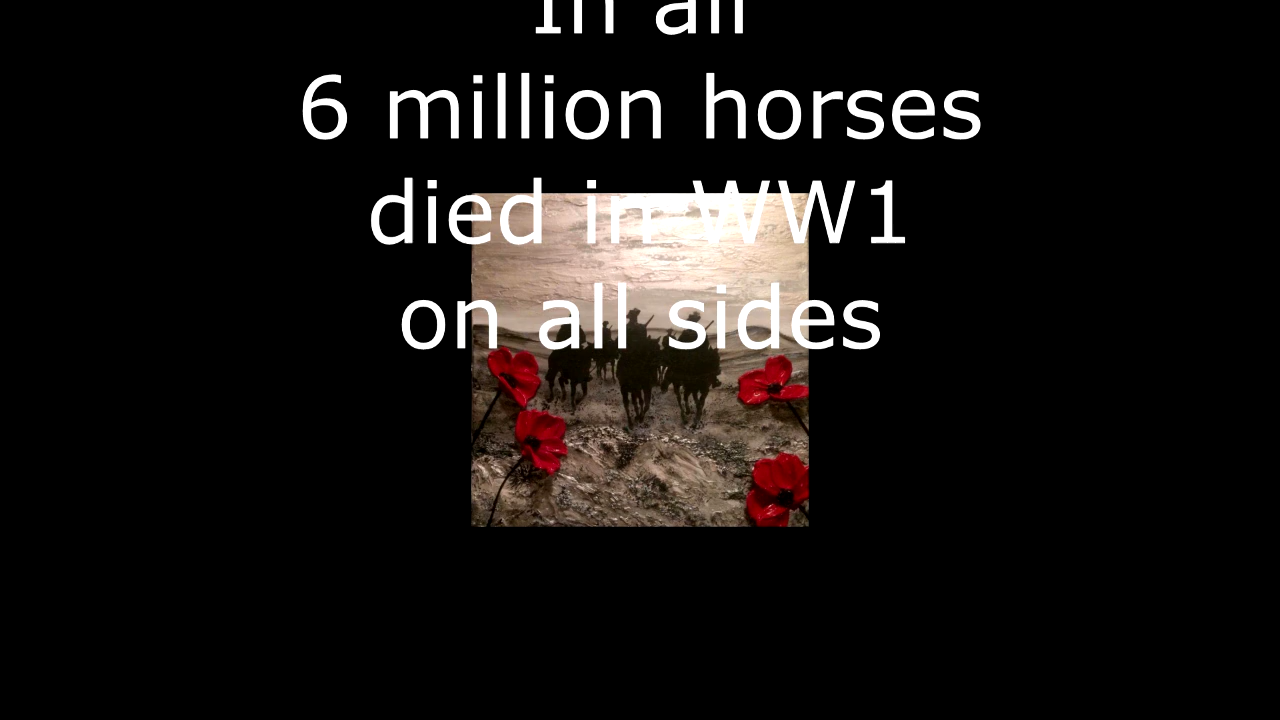 In all
6 million horses
died in WW1
on all sides